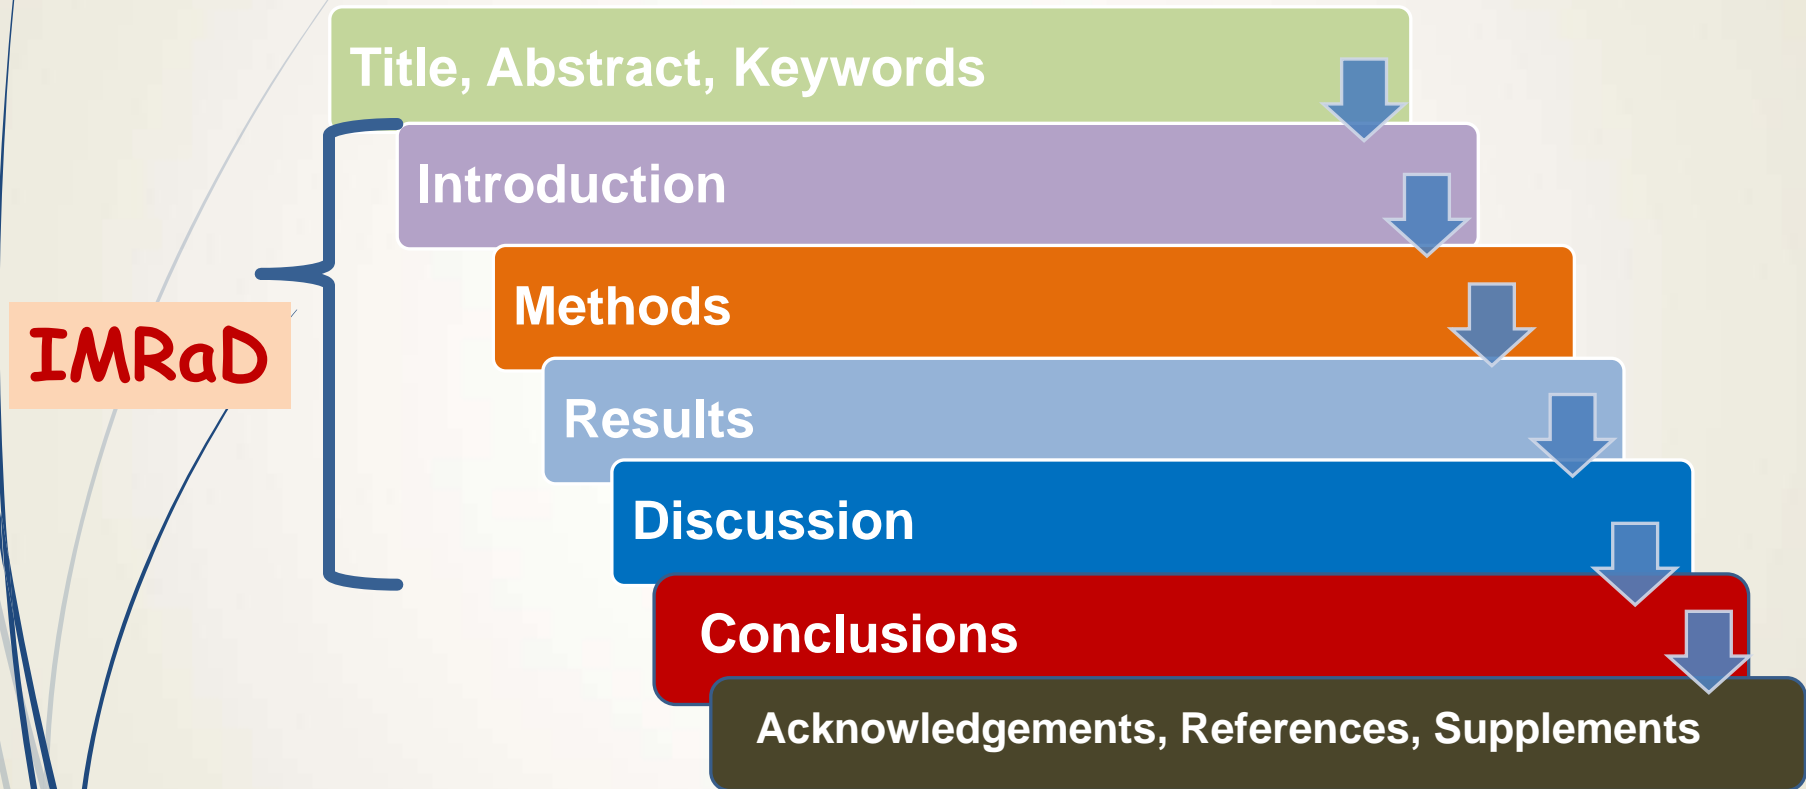 Title, Abstract, Keywords
Introduction
Methods
IMRaD
Results
Discussion
Conclusions
Acknowledgements, References, Supplements